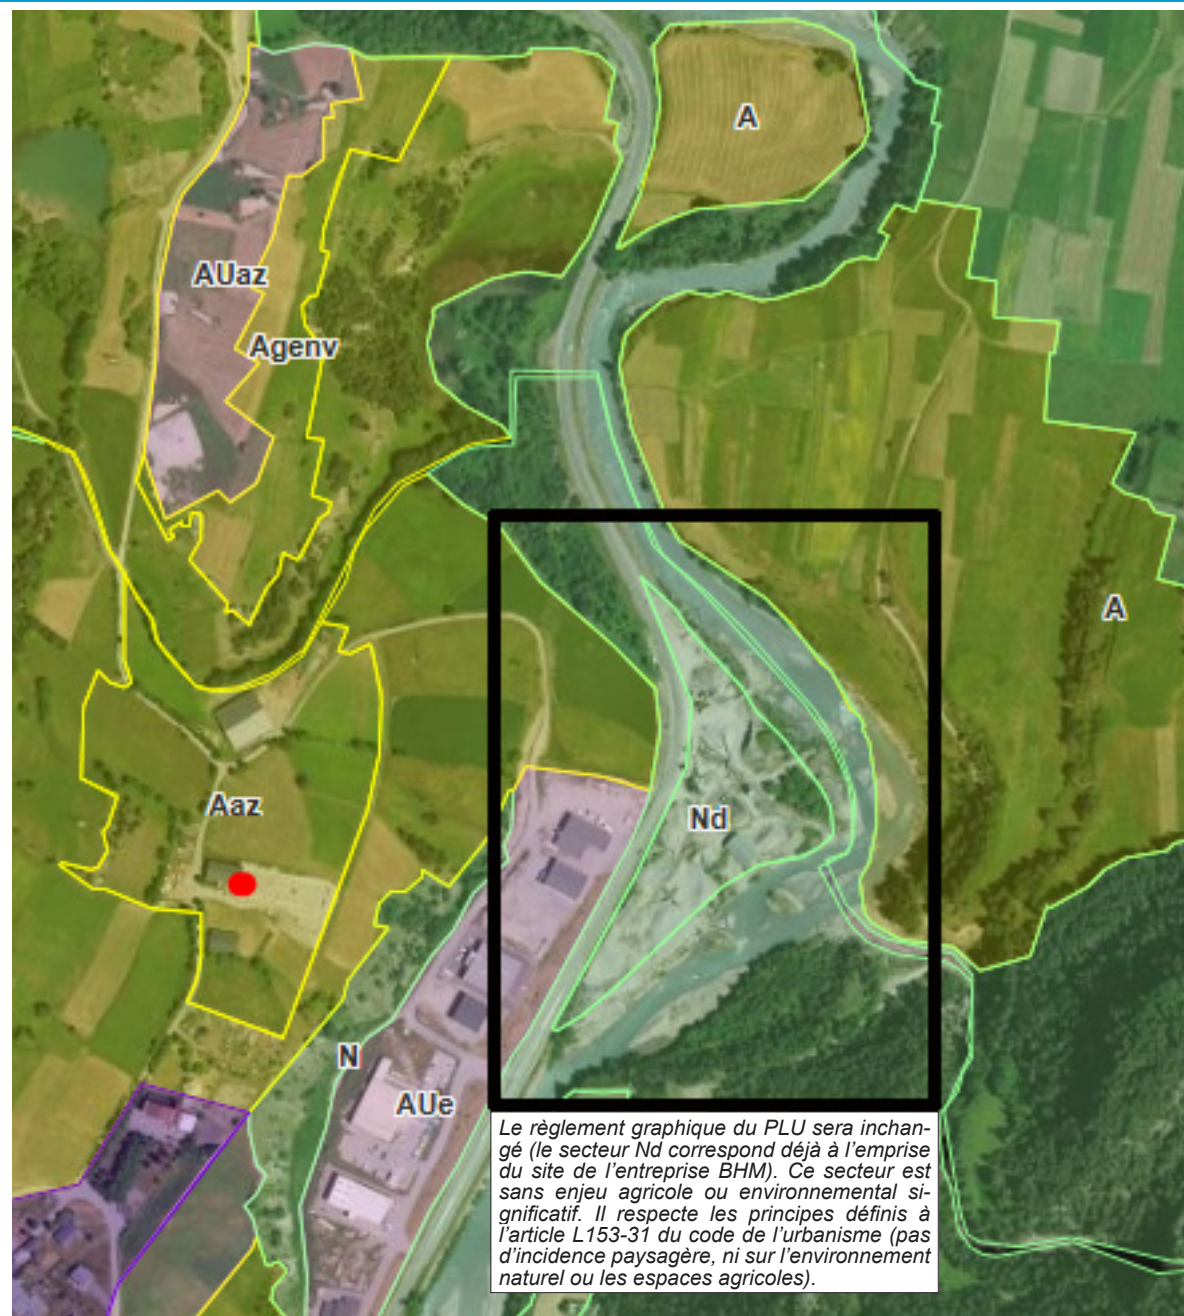 A
AUaz
Agenv
A
Aaz
Nd
N
AUe
Le règlement graphique du PLU sera inchan-
gé (le secteur Nd correspond déjà à l'emprise
du site de l'entreprise BHM). Ce secteur est
sans enjeu agricole ou environnemental si-
gnificatif. Il respecte les principes définis à
l'article L153-31 du code de l'urbanisme (pas
d'incidence paysagère, ni sur l'environnement
naturel ou les espaces agricoles).